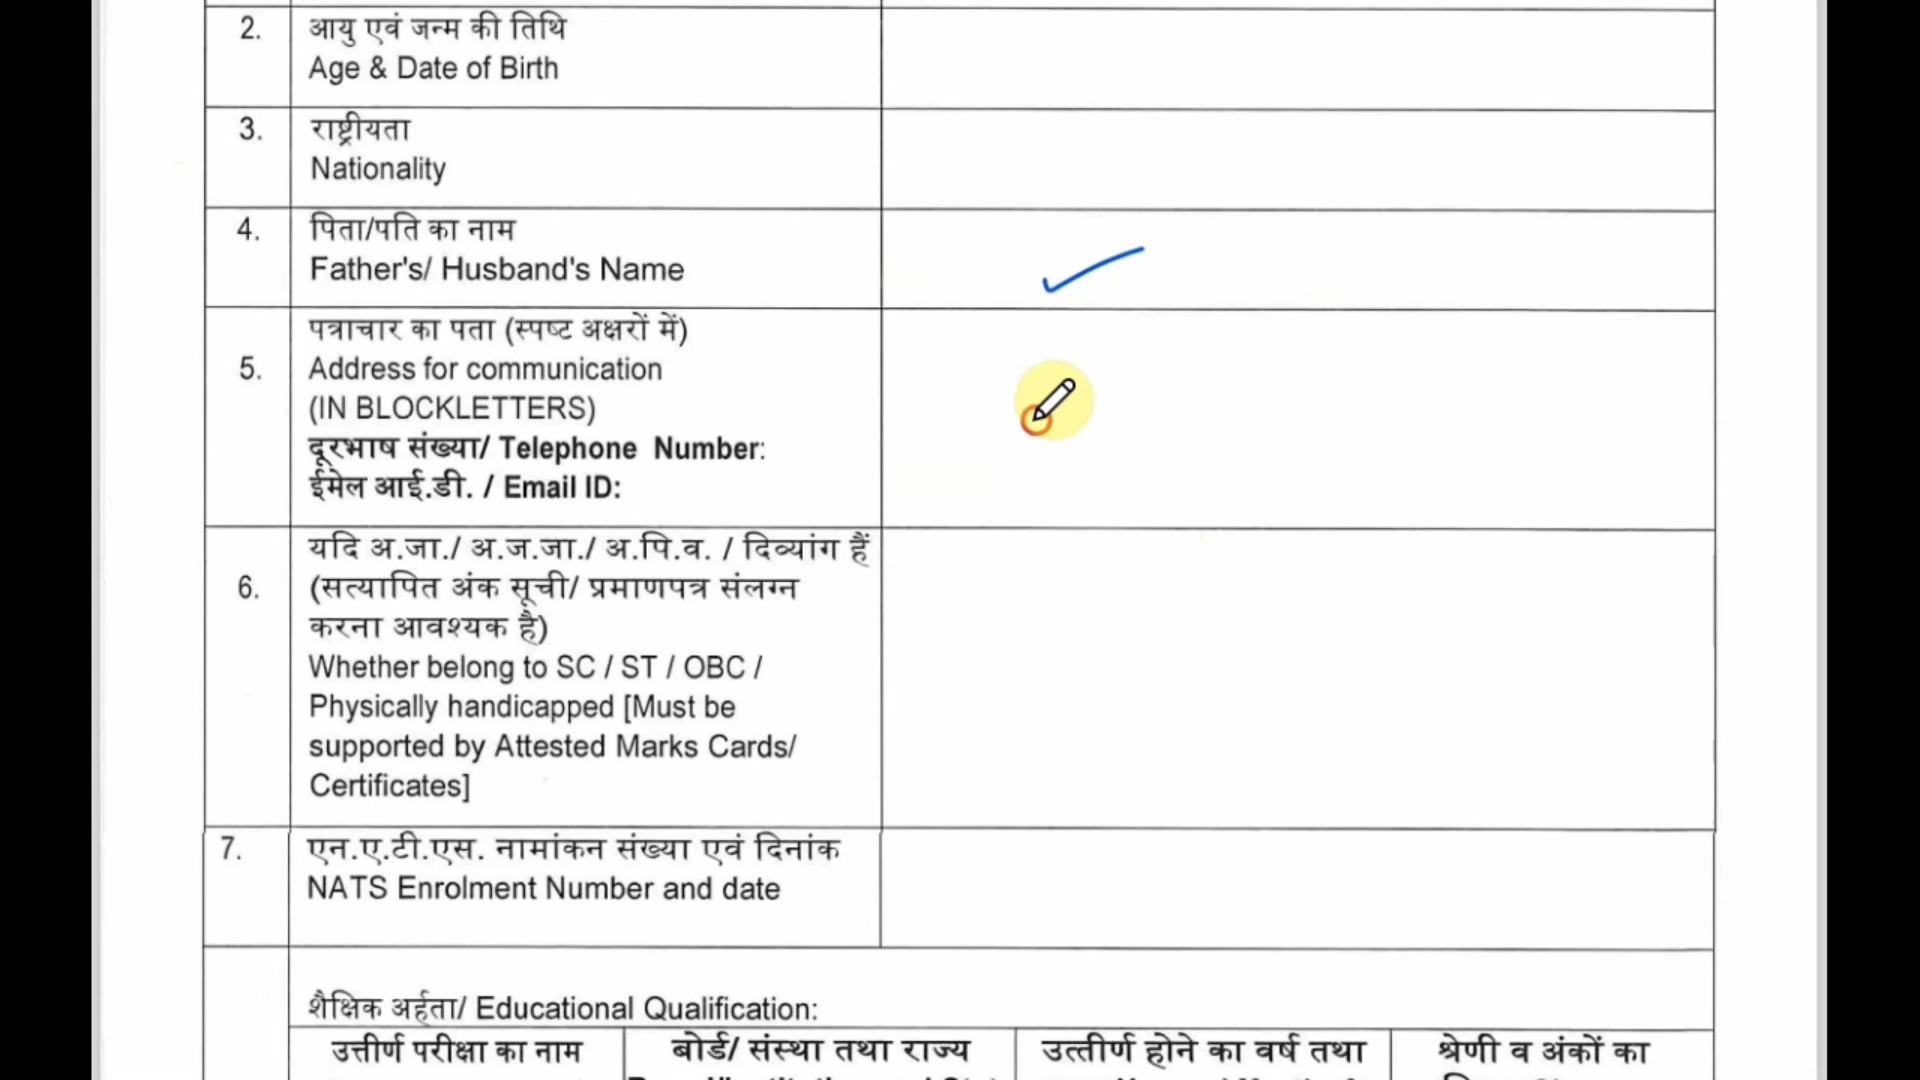 2.
आयु एवं जन्म की तिथि
Age & Date of Birth
3.
राष्ट्रीयता
Nationality
4.
पिता/पति का नाम
Father's/ Husband's Name
5.
पत्राचार का पता (स्पष्ट अक्षरों में)
Address for communication
(IN BLOCKLETTERS)
दूरभाष संख्या/ Telephone Number:
ईमेल आई.डी. / Email ID:
6.
यदि अ.जा./ अ.ज.जा./ अ.पि.व. / दिव्यांग हैं
(सत्यापित अंक सूची/ प्रमाणपत्र संलग्न
करना आवश्यक है)
Whether belong to SC / ST / OBC /
Physically handicapped [Must be
supported by Attested Marks Cards/
Certificates]
7.
एन.ए.टी.एस. नामांकन संख्या एवं दिनांक
NATS Enrolment Number and date
शैक्षिक अर्हता/ Educational Qualification:
उत्तीर्ण परीक्षा का नाम
बोर्ड/ संस्था तथा राज्य
उत्तीर्ण होने का वर्ष तथा
श्रेणी व अंकों का